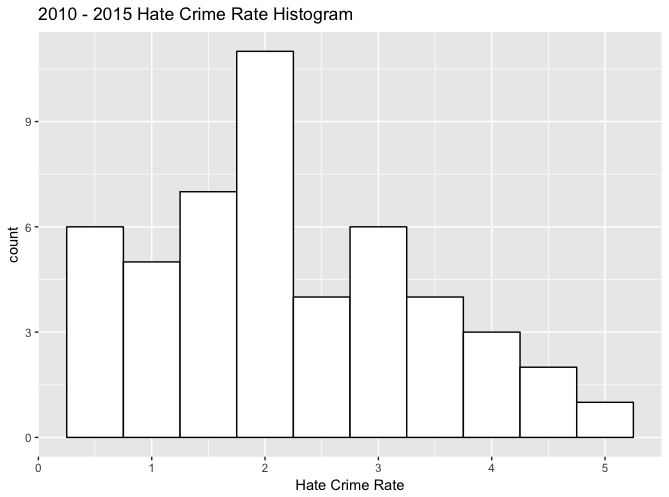 2010 - 2015 Hate Crime Rate Histogram
count
9
6
3
0
0 1 2 3 4 5
Hate Crime Rate